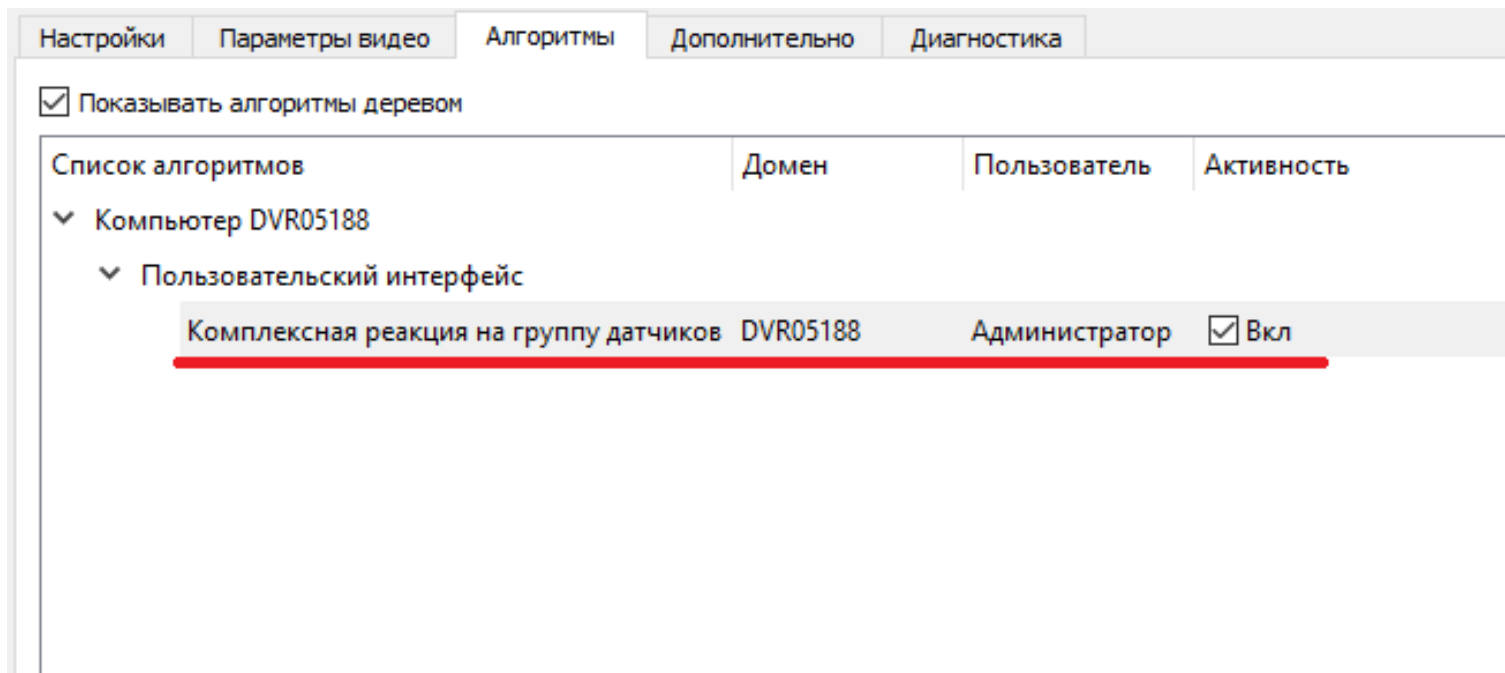 Настройки Параметры видео Алгоритмы Дополнительно Диагностика
Показывать алгоритмы деревом
Список алгоритмов Домен Пользователь Активность
Компьютер DVR05188
Пользовательский интерфейс
Комплексная реакция на группу датчиков DVR05188 Администратор Вкл